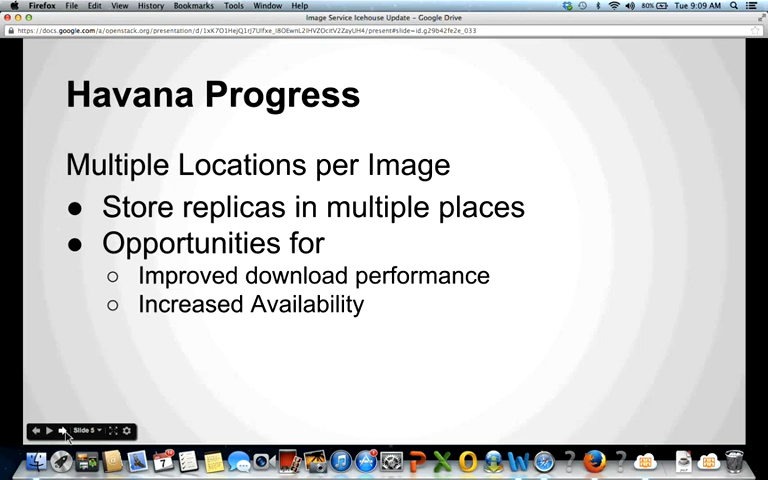 Firefox File Edit View History Bookmarks Tools Window Help 80% Tue 9:09 AM
Image Service Icehouse Update - Google Drive
Havana Progress
Multiple Locations per Image
● Store replicas in multiple places
● Opportunities for
○ Improved download performance
○ Increased Availability
Slide 5